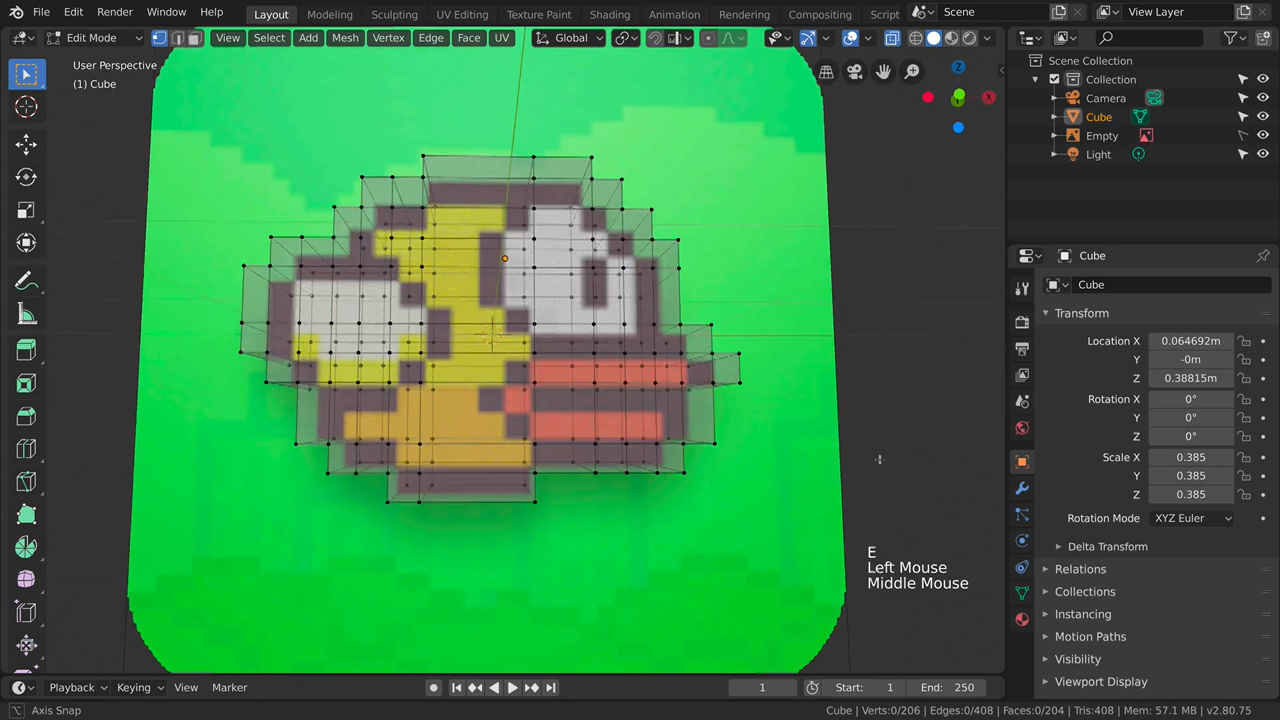 File Edit Render Window Help Layout Modeling Sculpting UV Editing Texture Paint Shading Animation Rendering Compositing Script Scene View Layer
Edit Mode View Select Add Mesh Vertex Edge Face UV Global
User Perspective
(1) Cube
Z
Y
X
Scene Collection
Collection
Camera
Cube
Empty
Light
Cube
Cube
Transform
Location X 0.064692m
Y -0m
Z 0.38815m
Rotation X 0°
Y 0°
Z 0°
Scale X 0.385
Y 0.385
Z 0.385
Rotation Mode XYZ Euler
Delta Transform
Relations
Collections
Instancing
Motion Paths
Visibility
Viewport Display
E
Left Mouse
Middle Mouse
Playback Keying View Marker 1 Start: 1 End: 250
Axis Snap Cube | Verts:0/206 | Edges:0/408 | Faces:0/204 | Tris:408 | Mem: 57.1 MB | v2.80.75